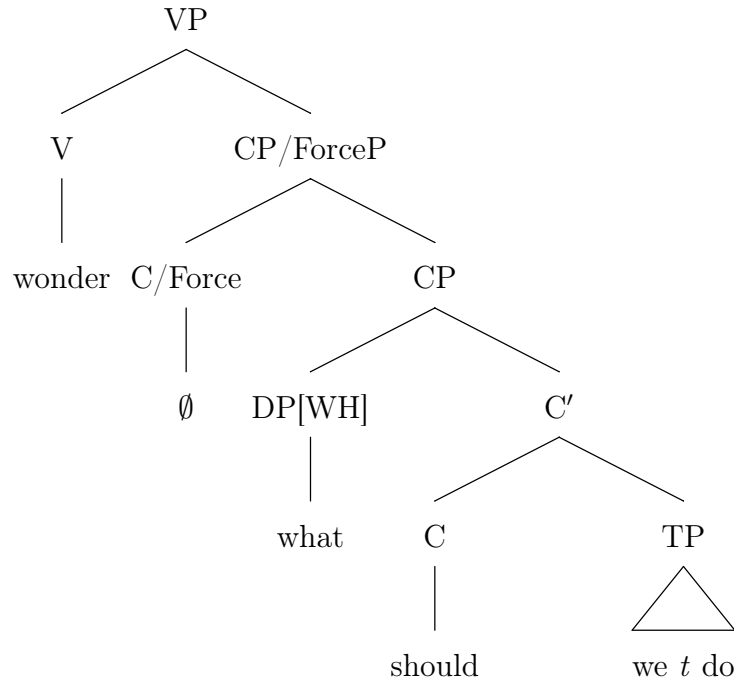 VP
V CP/ForceP
wonder C/Force CP
∅ DP[WH] C′
what C TP
should we t do